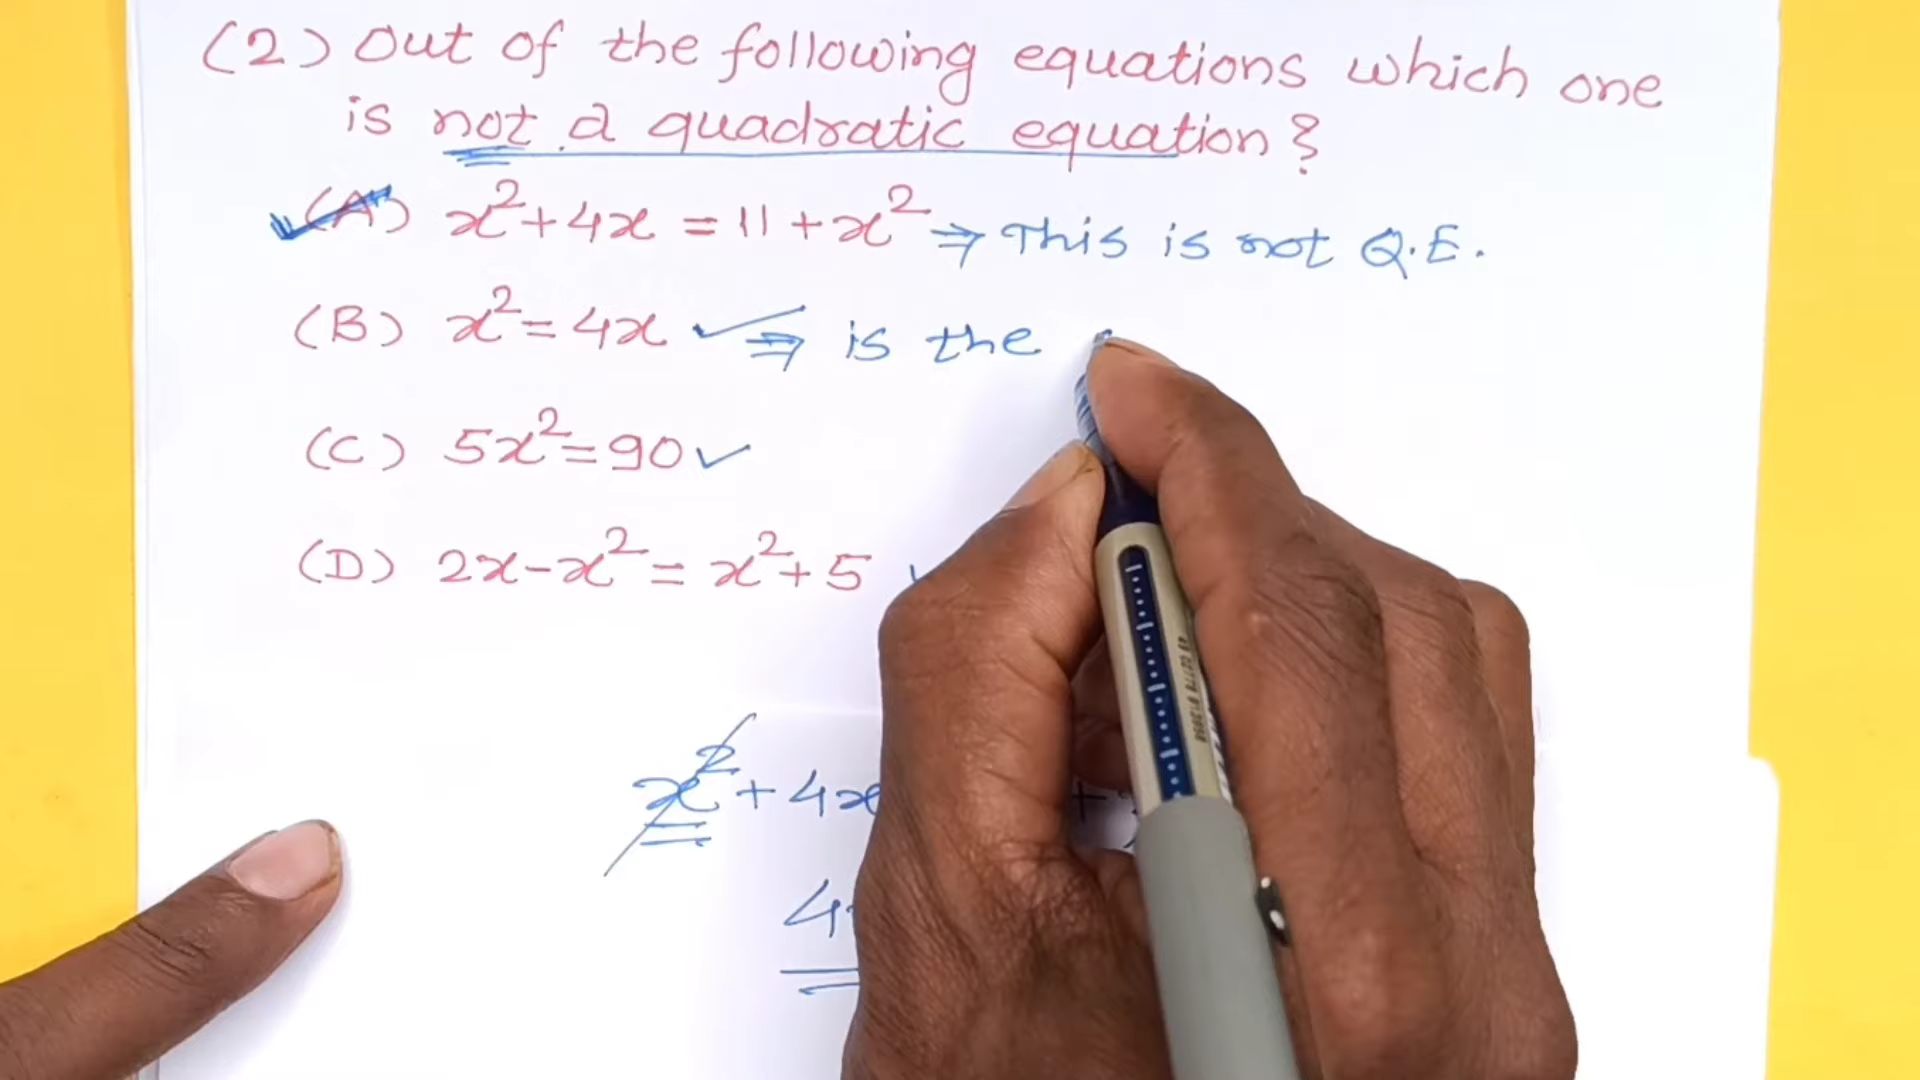 (2) Out of the following equations which one
is not a quadratic equation?
(A) x²+4x = 11+x² ⇒ This is not Q.E.
(B) x²=4x ✓ ⇒ is the
(C) 5x²=90 ✓
(D) 2x-x² = x²+5
x²+4x +
4